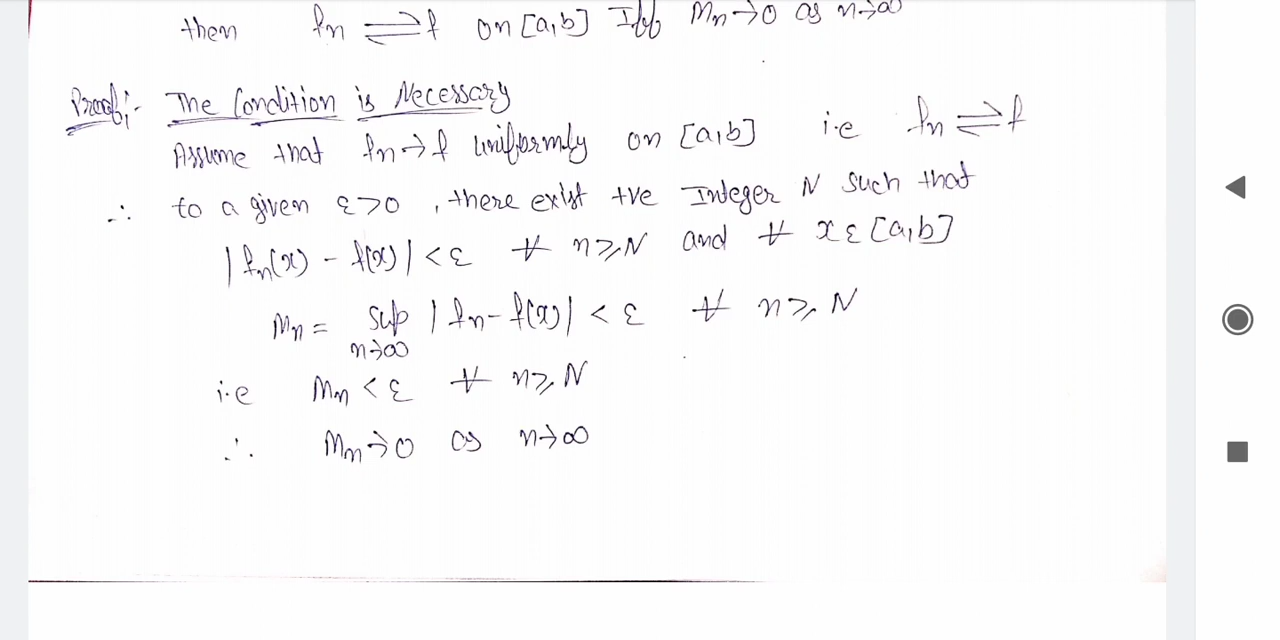 then fn ⇌ f on [a,b] Iff Mn→0 as n→∞
Proof:- The Condition is Necessary
Assume that fn→f Uniformly on [a,b] i.e fn ⇌ f
∴ to a given ε>0 , there exist +ve Integer N such that
|fn(x) - f(x)| < ε ∀ n⩾N and ∀ x ε [a,b]
Mn = sup |fn - f(x)| < ε ∀ n⩾N
n→∞
i.e Mn < ε ∀ n⩾N
∴ Mn→0 as n→∞